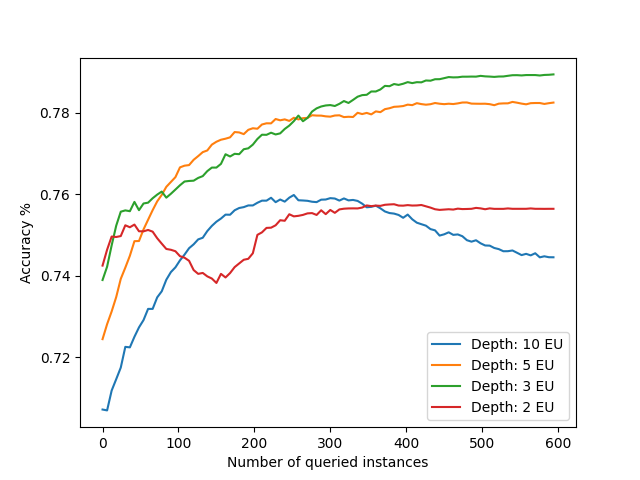 0.78
0.76
0.74
0.72
Accuracy %
0
100
200
300
400
500
600
Number of queried instances
Depth: 10 EU
Depth: 5 EU
Depth: 3 EU
Depth: 2 EU